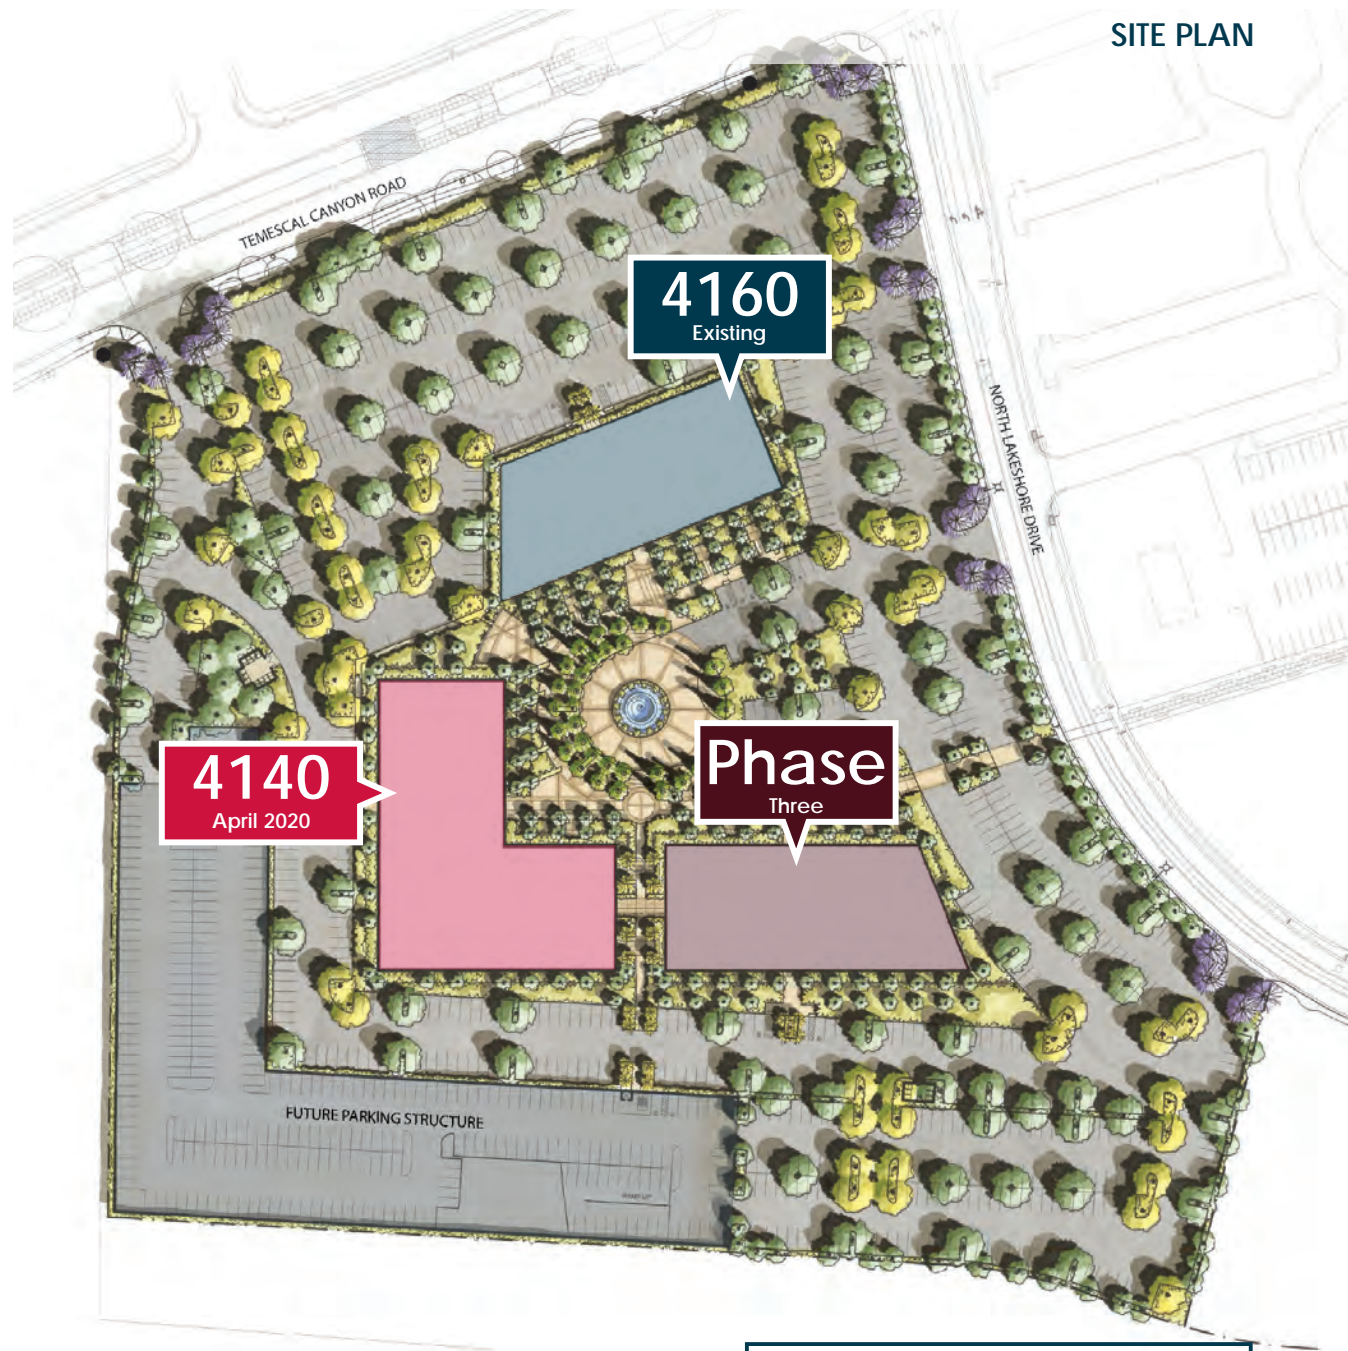 SITE PLAN
TEMESCAL CANYON ROAD
4160
Existing
NORTH LAKESHORE DRIVE
4140
April 2020
Phase
Three
FUTURE PARKING STRUCTURE